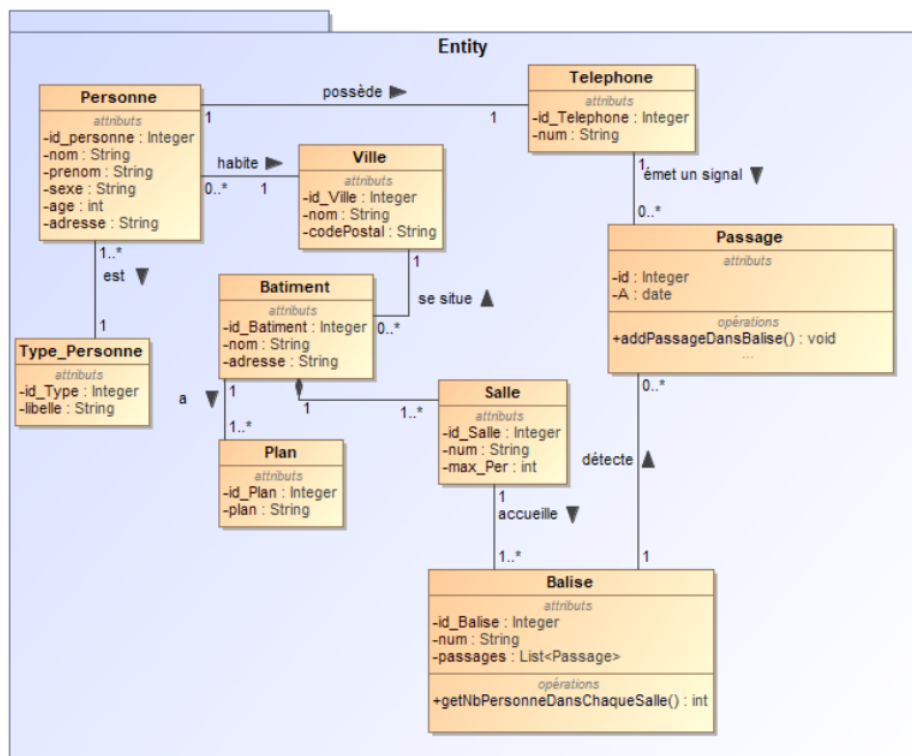 Entity
Personne
attributs
-id_personne : Integer
-nom : String
-prenom : String
-sexe : String
-age : int
-adresse : String
possède
1
1
Telephone
attributs
-id_Telephone : Integer
-num : String
habite
0..*
1
Ville
attributs
-id_Ville : Integer
-nom : String
-codePostal : String
1
émet un signal
0..*
Passage
attributs
-id : Integer
-A : date
opérations
+addPassageDansBalise() : void
...
1..*
est
1
Type_Personne
attributs
-id_Type : Integer
-libelle : String
1
se situe
0..*
Batiment
attributs
-id_Batiment : Integer
-nom : String
-adresse : String
a
1
1..*
1
1..*
Salle
attributs
-id_Salle : Integer
-num : String
-max_Per : int
Plan
attributs
-id_Plan : Integer
-plan : String
1
accueille
1..*
0..*
détecte
1
Balise
attributs
-id_Balise : Integer
-num : String
-passages : List<Passage>
opérations
+getNbPersonneDansChaqueSalle() : int